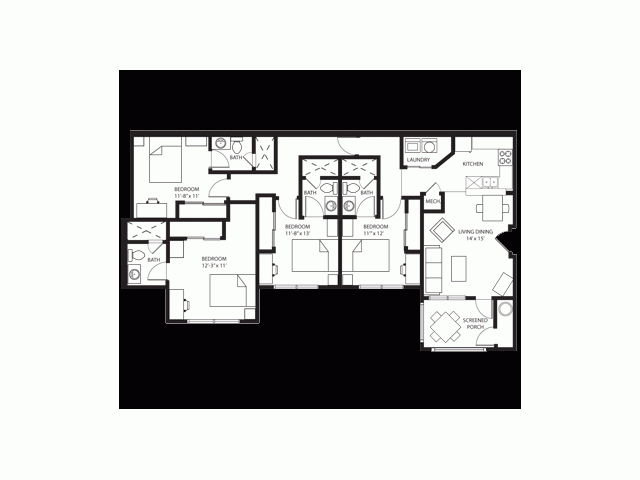 BATH
LAUNDRY
KITCHEN
BEDROOM
11'-8" x 11'
BATH
BATH
MECH.
BEDROOM
11'-8" x 13'
BEDROOM
11" x 12'
LIVING DINING
14' x 15'
BATH
BEDROOM
12'-3" x 11'
SCREENED
PORCH